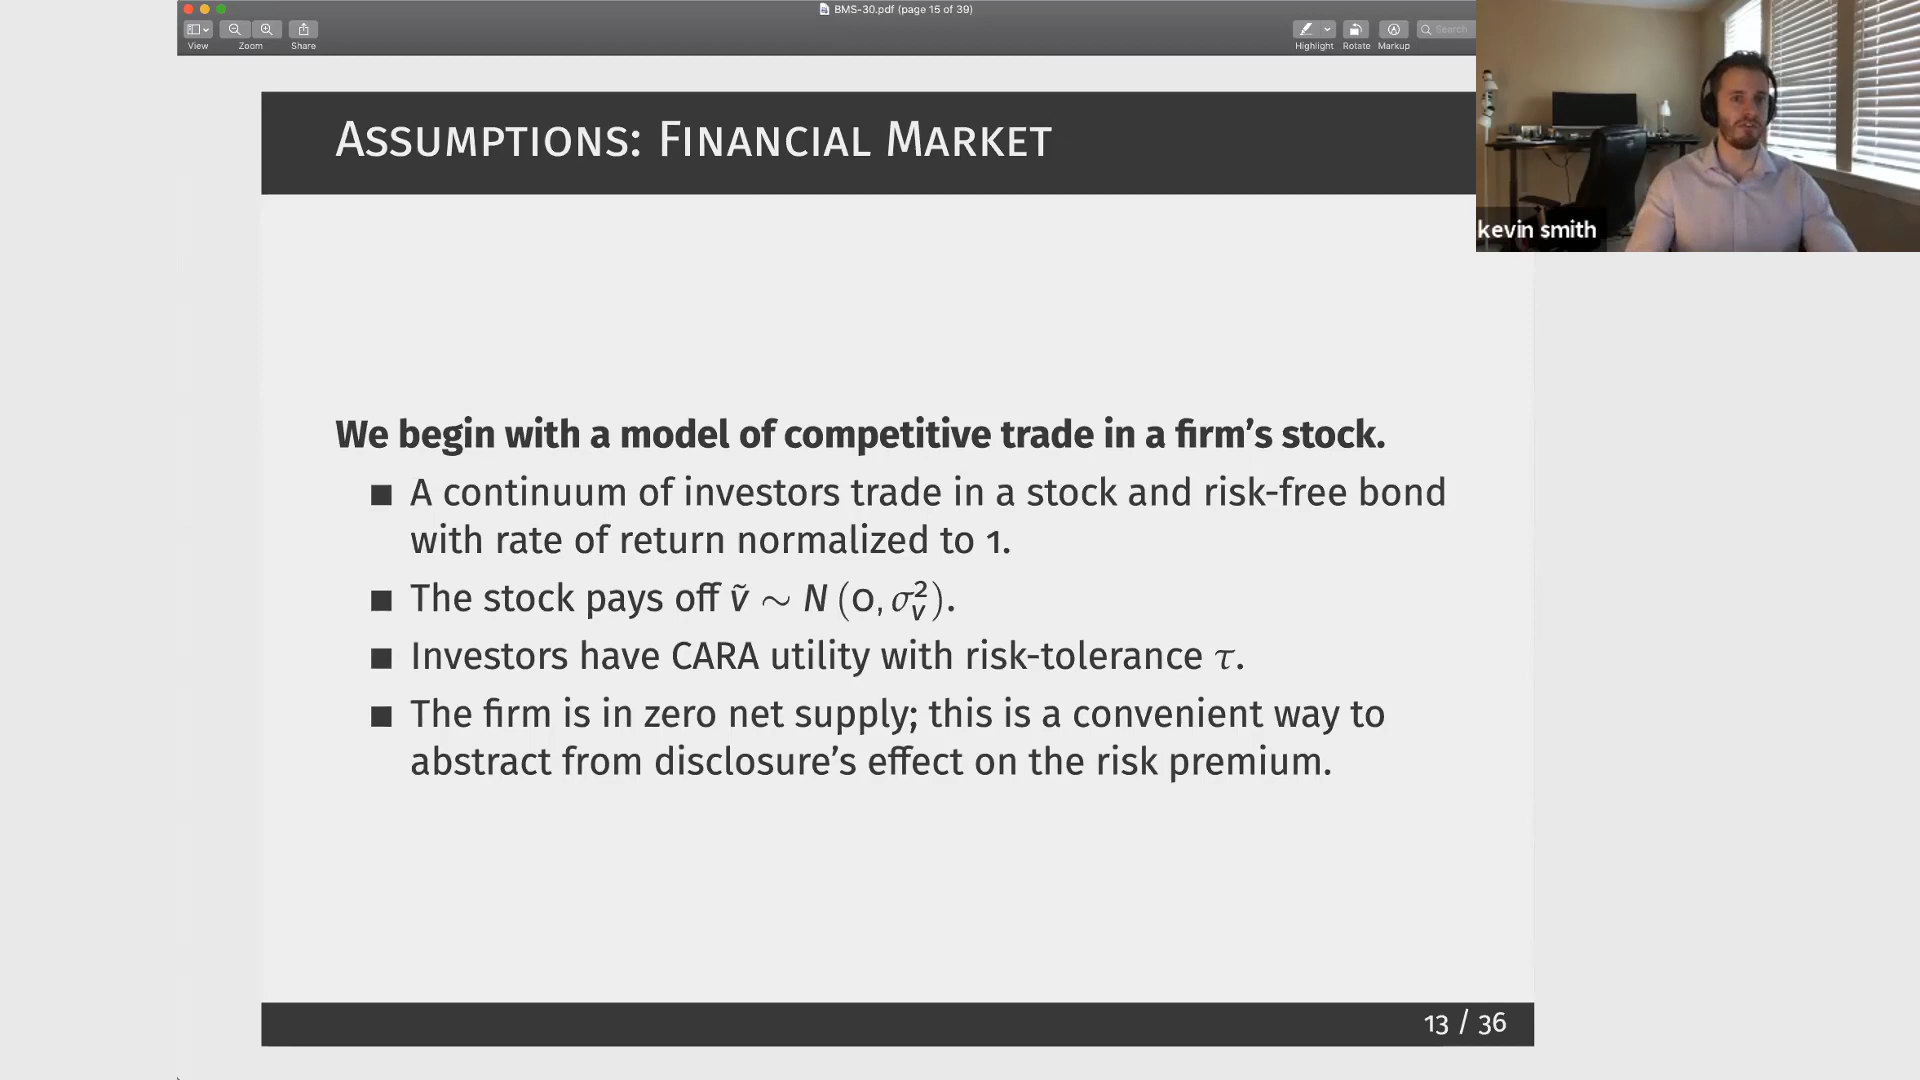 BMS-30.pdf (page 15 of 39)
View Zoom Share Highlight Rotate Markup Search
ASSUMPTIONS: FINANCIAL MARKET
kevin smith
We begin with a model of competitive trade in a firm's stock.
■ A continuum of investors trade in a stock and risk-free bond
with rate of return normalized to 1.
■ The stock pays off ṽ ∼ N (0, σ²ᵥ).
■ Investors have CARA utility with risk-tolerance τ.
■ The firm is in zero net supply; this is a convenient way to
abstract from disclosure's effect on the risk premium.
13 / 36